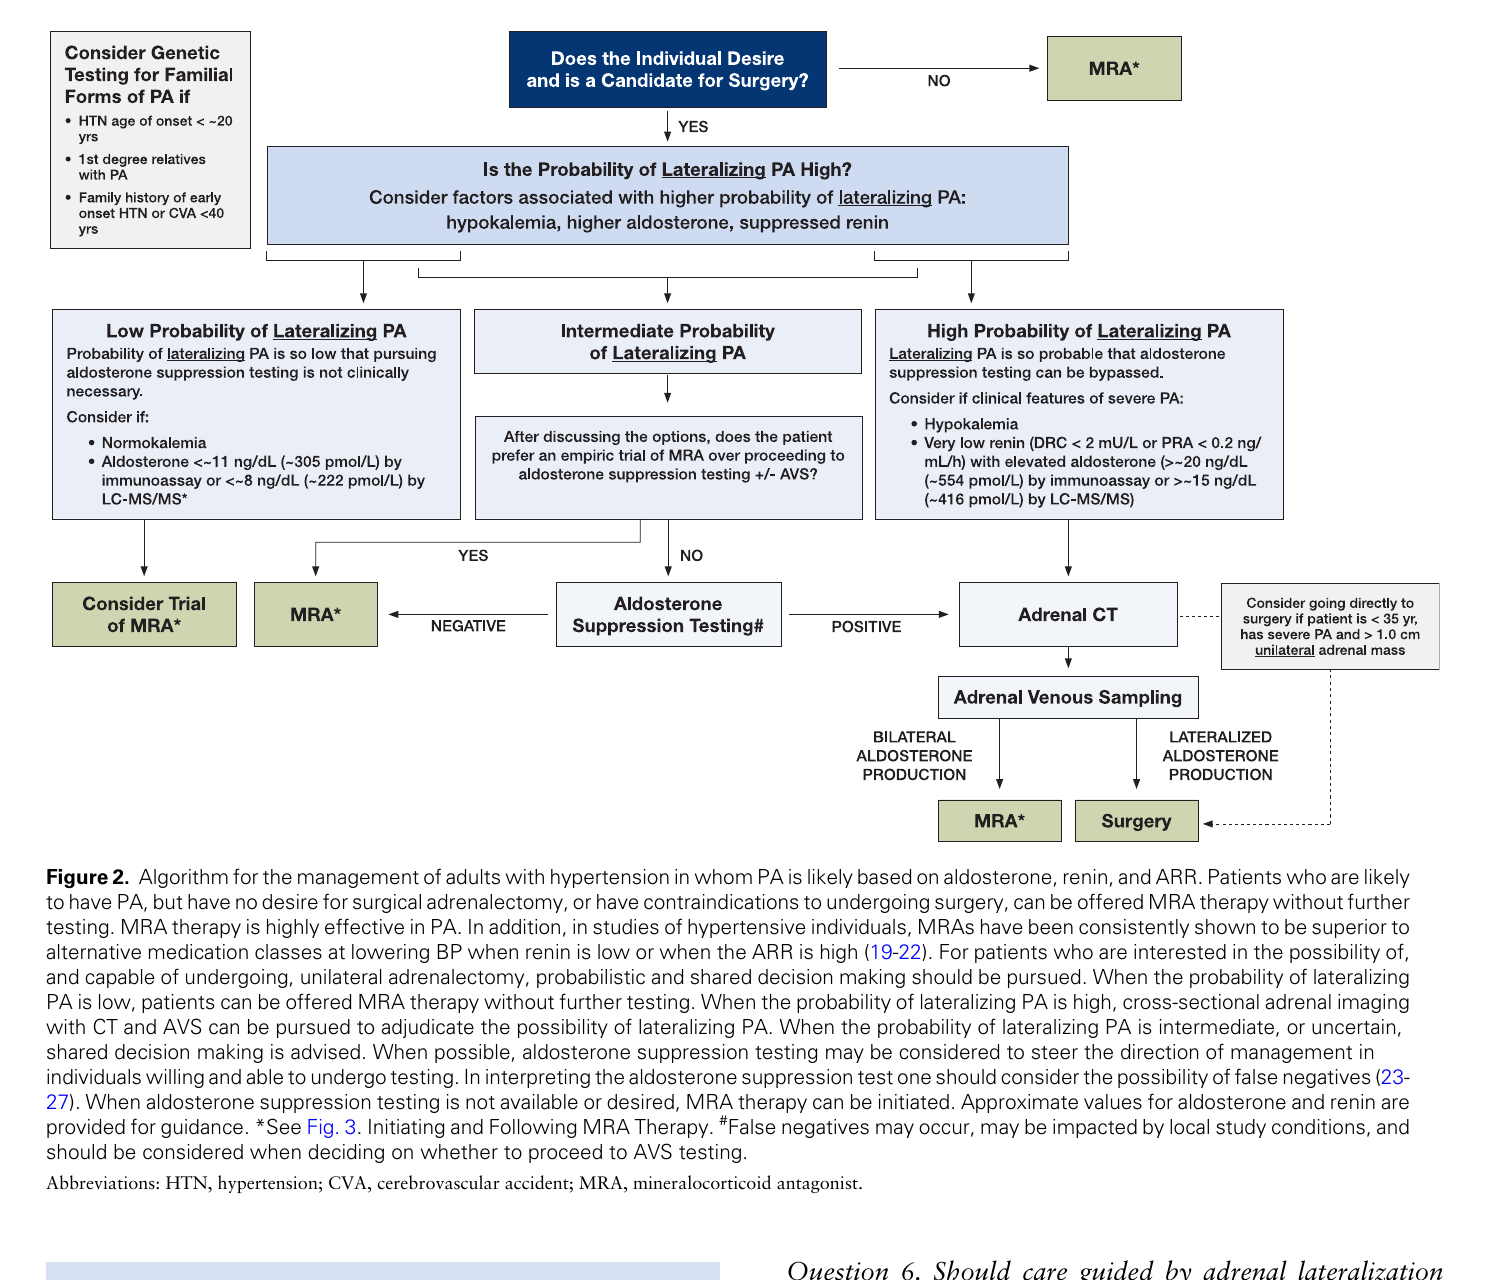 Consider Genetic
Testing for Familial
Forms of PA if
• HTN age of onset < ~20
yrs
• 1st degree relatives
with PA
• Family history of early
onset HTN or CVA <40
yrs
Does the Individual Desire
and is a Candidate for Surgery?
NO
MRA*
YES
Is the Probability of Lateralizing PA High?
Consider factors associated with higher probability of lateralizing PA:
hypokalemia, higher aldosterone, suppressed renin
Low Probability of Lateralizing PA
Probability of lateralizing PA is so low that pursuing
aldosterone suppression testing is not clinically
necessary.
Consider if:
• Normokalemia
• Aldosterone <~11 ng/dL (~305 pmol/L) by
immunoassay or <~8 ng/dL (~222 pmol/L) by
LC-MS/MS*
Intermediate Probability
of Lateralizing PA
After discussing the options, does the patient
prefer an empiric trial of MRA over proceeding to
aldosterone suppression testing +/- AVS?
High Probability of Lateralizing PA
Lateralizing PA is so probable that aldosterone
suppression testing can be bypassed.
Consider if clinical features of severe PA:
• Hypokalemia
• Very low renin (DRC < 2 mU/L or PRA < 0.2 ng/
mL/h) with elevated aldosterone (>~20 ng/dL
(~554 pmol/L) by immunoassay or >~15 ng/dL
(~416 pmol/L) by LC-MS/MS)
YES
NO
Consider Trial
of MRA*
MRA*
NEGATIVE
Aldosterone
Suppression Testing#
POSITIVE
Adrenal CT
Consider going directly to
surgery if patient is < 35 yr,
has severe PA and > 1.0 cm
unilateral adrenal mass
Adrenal Venous Sampling
BILATERAL
ALDOSTERONE
PRODUCTION
LATERALIZED
ALDOSTERONE
PRODUCTION
MRA*
Surgery
Figure 2. Algorithm for the management of adults with hypertension in whom PA is likely based on aldosterone, renin, and ARR. Patients who are likely
to have PA, but have no desire for surgical adrenalectomy, or have contraindications to undergoing surgery, can be offered MRA therapy without further
testing. MRA therapy is highly effective in PA. In addition, in studies of hypertensive individuals, MRAs have been consistently shown to be superior to
alternative medication classes at lowering BP when renin is low or when the ARR is high (19-22). For patients who are interested in the possibility of,
and capable of undergoing, unilateral adrenalectomy, probabilistic and shared decision making should be pursued. When the probability of lateralizing
PA is low, patients can be offered MRA therapy without further testing. When the probability of lateralizing PA is high, cross-sectional adrenal imaging
with CT and AVS can be pursued to adjudicate the possibility of lateralizing PA. When the probability of lateralizing PA is intermediate, or uncertain,
shared decision making is advised. When possible, aldosterone suppression testing may be considered to steer the direction of management in
individuals willing and able to undergo testing. In interpreting the aldosterone suppression test one should consider the possibility of false negatives (23-
27). When aldosterone suppression testing is not available or desired, MRA therapy can be initiated. Approximate values for aldosterone and renin are
provided for guidance. *See Fig. 3. Initiating and Following MRA Therapy. #False negatives may occur, may be impacted by local study conditions, and
should be considered when deciding on whether to proceed to AVS testing.
Abbreviations: HTN, hypertension; CVA, cerebrovascular accident; MRA, mineralocorticoid antagonist.
Question 6. Should care guided by adrenal lateralization